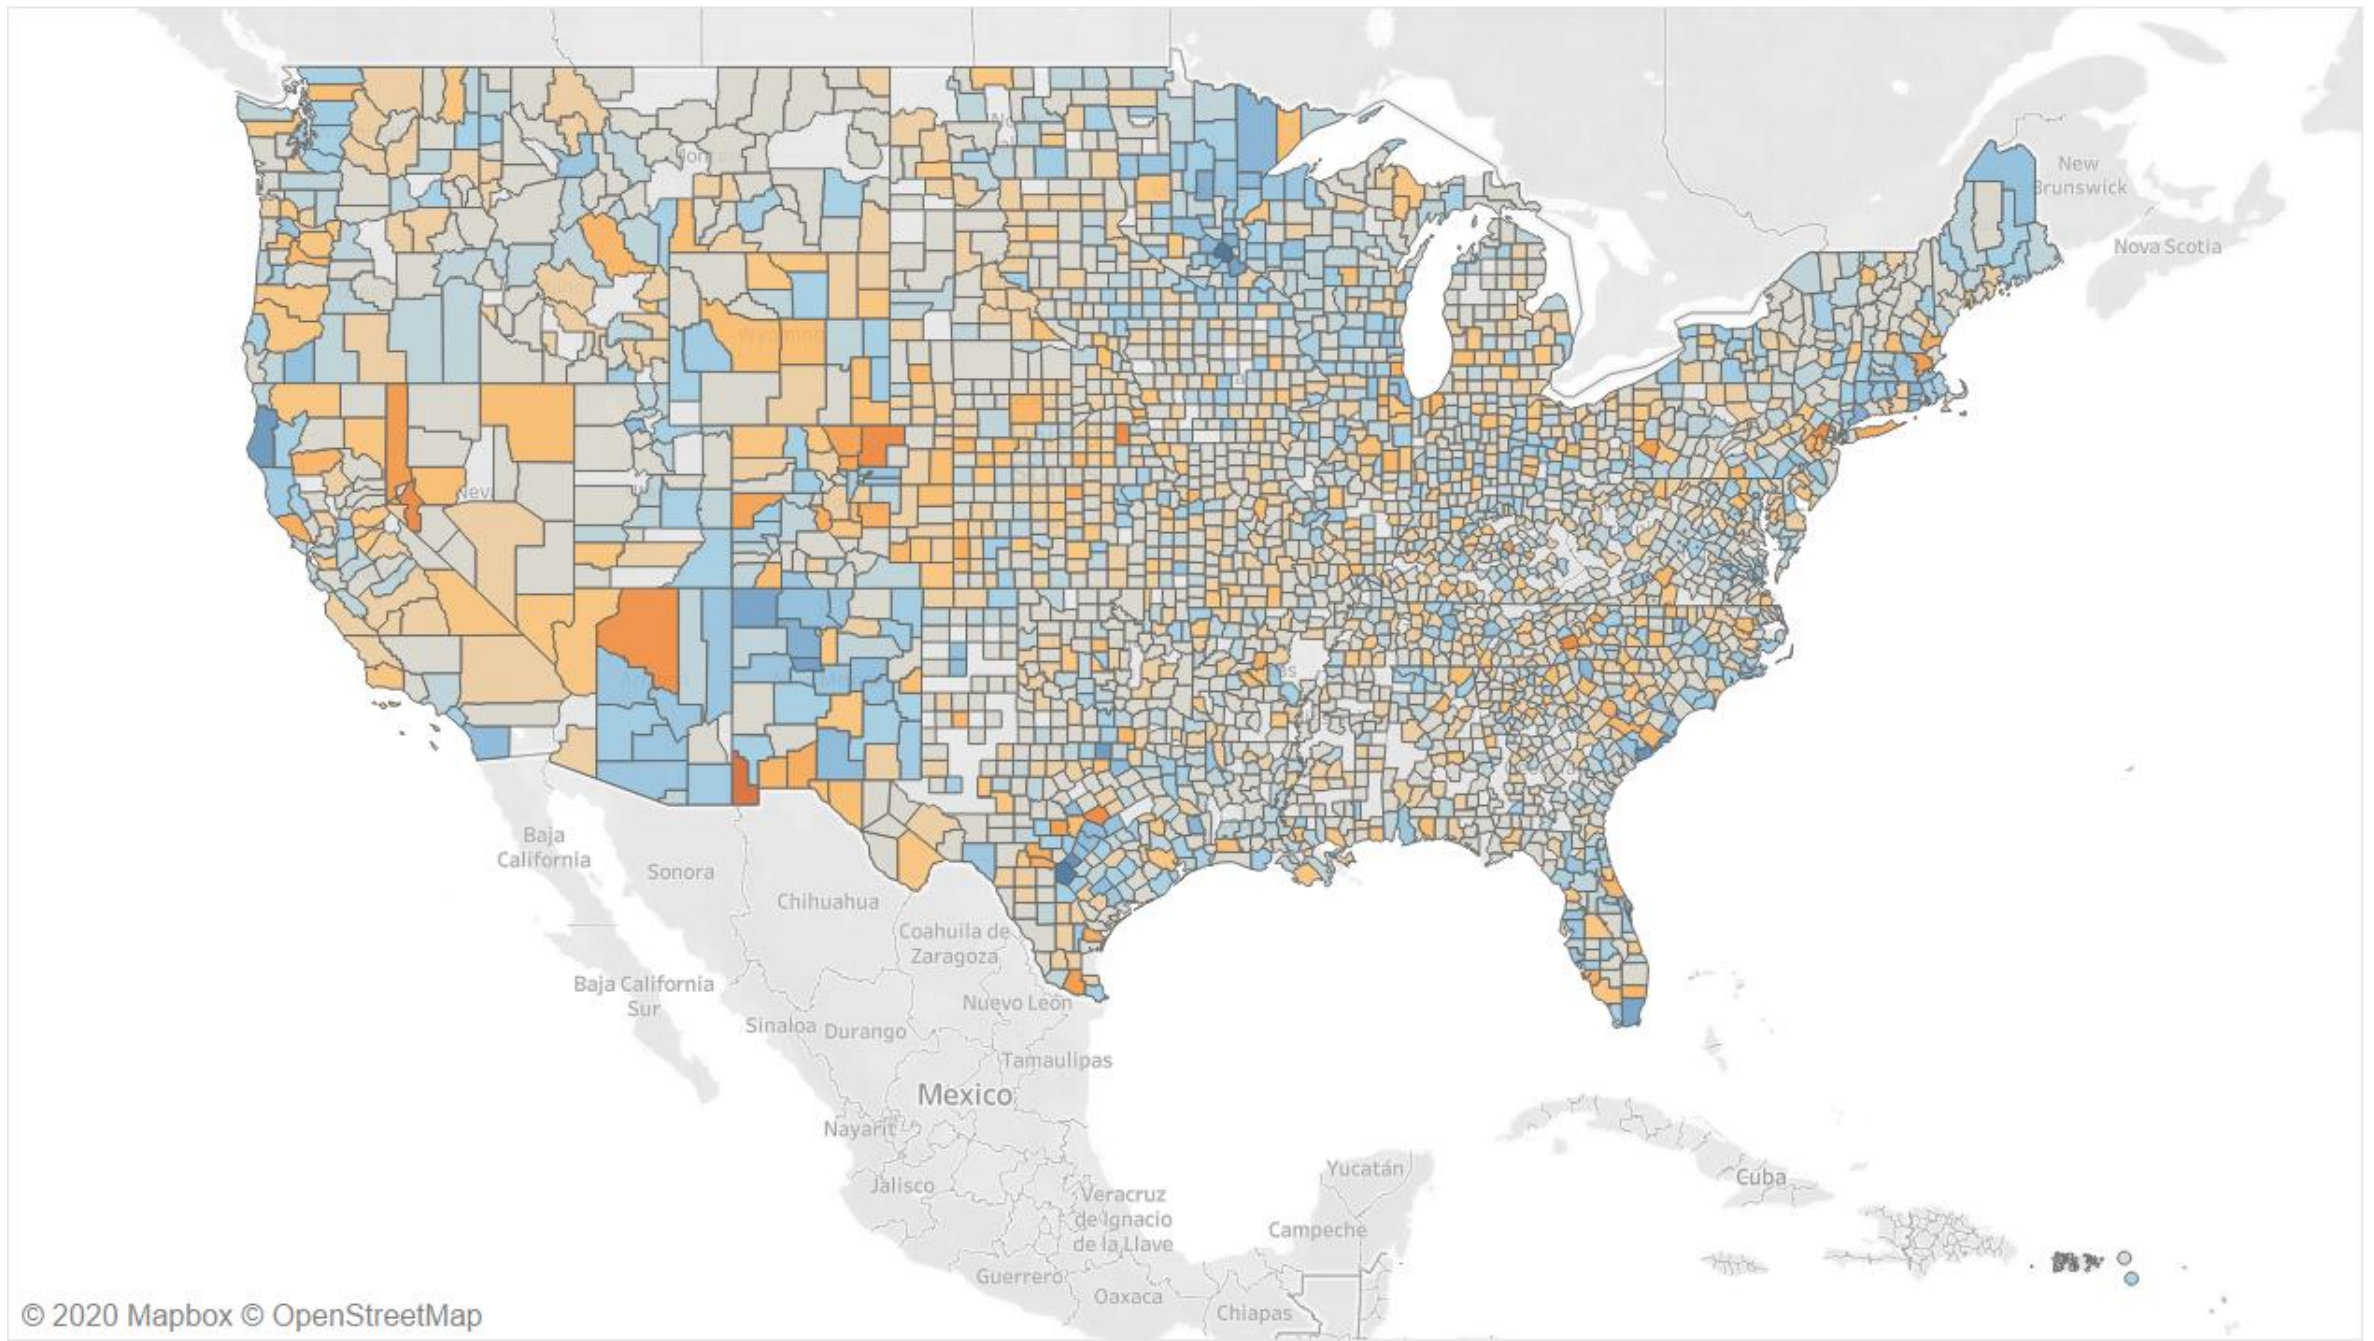 New
Brunswick
Nova Scotia
Wyoming
Baja
California
Sonora
Chihuahua
Coahuila de
Zaragoza
Baja California
Sur
Nuevo León
Sinaloa
Durango
Tamaulipas
Mexico
Nayarit
Yucatán
Jalisco
Cuba
Veracruz
de Ignacio
de la Llave
Campeche
Guerrero
Oaxaca
Chiapas
© 2020 Mapbox © OpenStreetMap